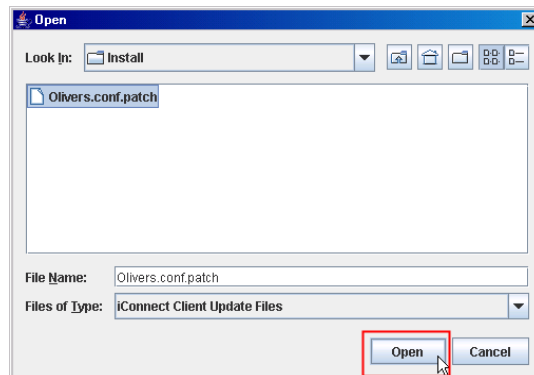 Open
Look In: Install
Olivers.conf.patch
File Name: Olivers.conf.patch
Files of Type: iConnect Client Update Files
Open Cancel